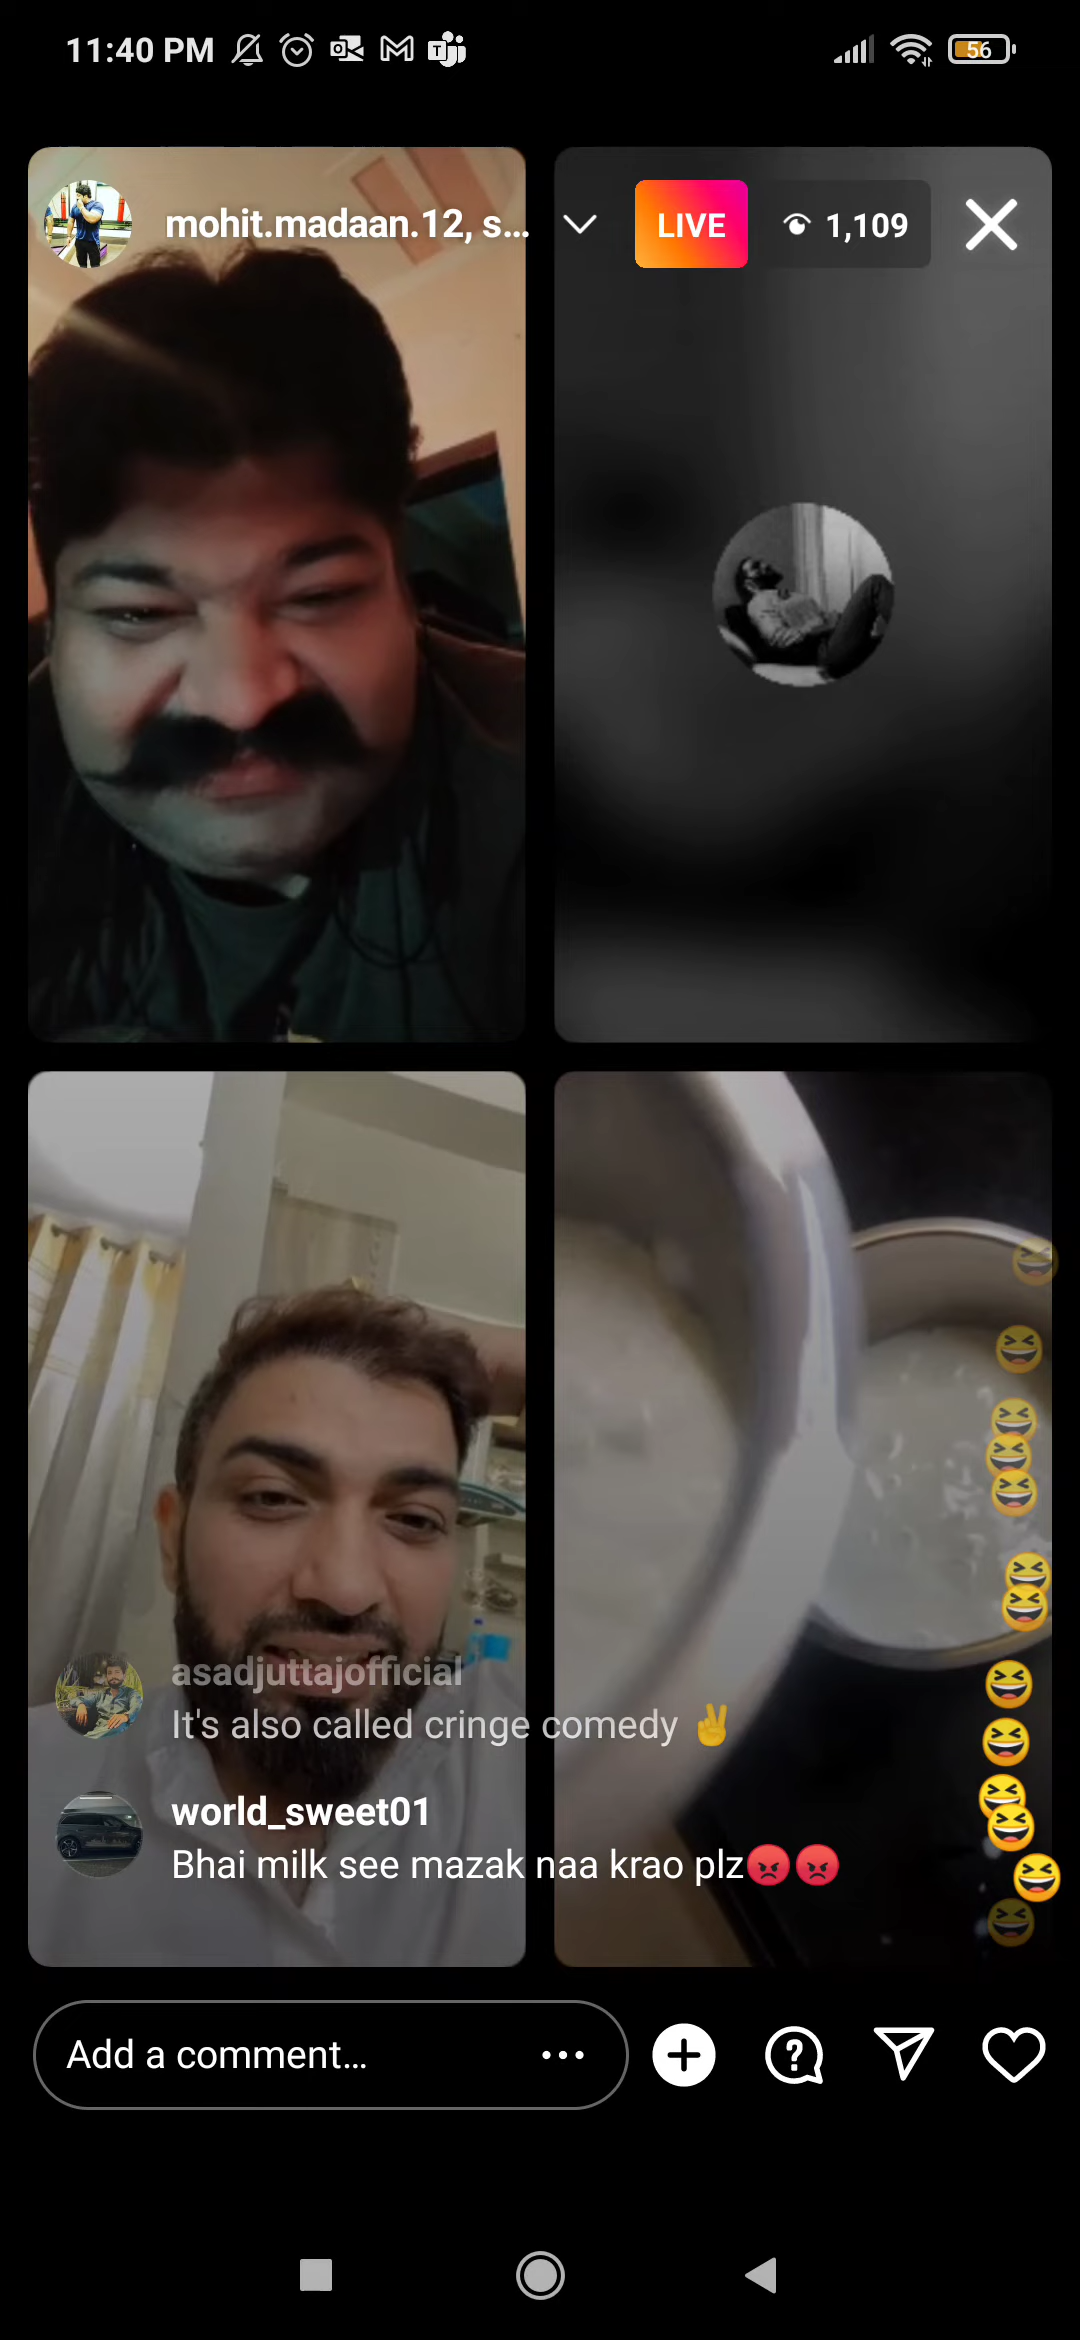 11:40 PM
56
mohit.madaan.12, s...
LIVE
1,109
asadjuttajofficial
It's also called cringe comedy ✌️
world_sweet01
Bhai milk see mazak naa krao plz😡😡
Add a comment...